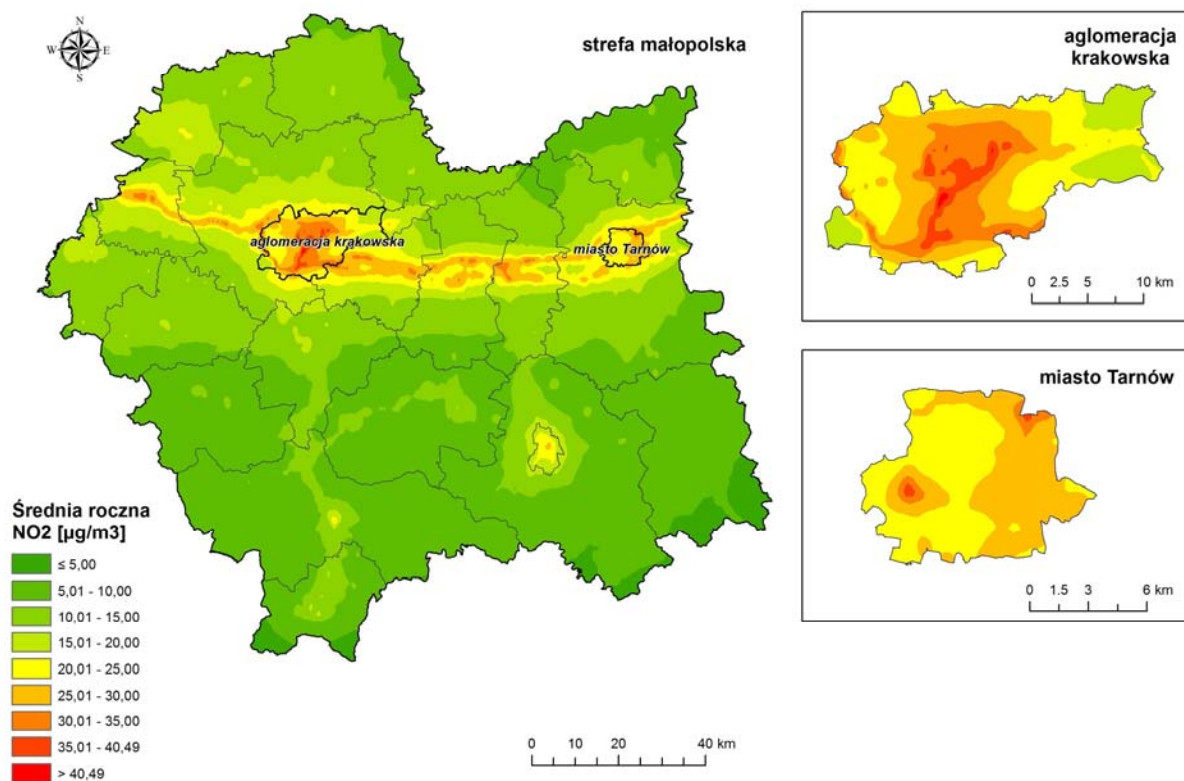 N
W E
S
strefa małopolska
aglomeracja krakowska
miasto Tarnów
Średnia roczna
NO2 [µg/m3]
≤ 5,00
5,01 - 10,00
10,01 - 15,00
15,01 - 20,00
20,01 - 25,00
25,01 - 30,00
30,01 - 35,00
35,01 - 40,49
> 40,49
0 10 20 40 km
aglomeracja
krakowska
0 2.5 5 10 km
miasto Tarnów
0 1.5 3 6 km